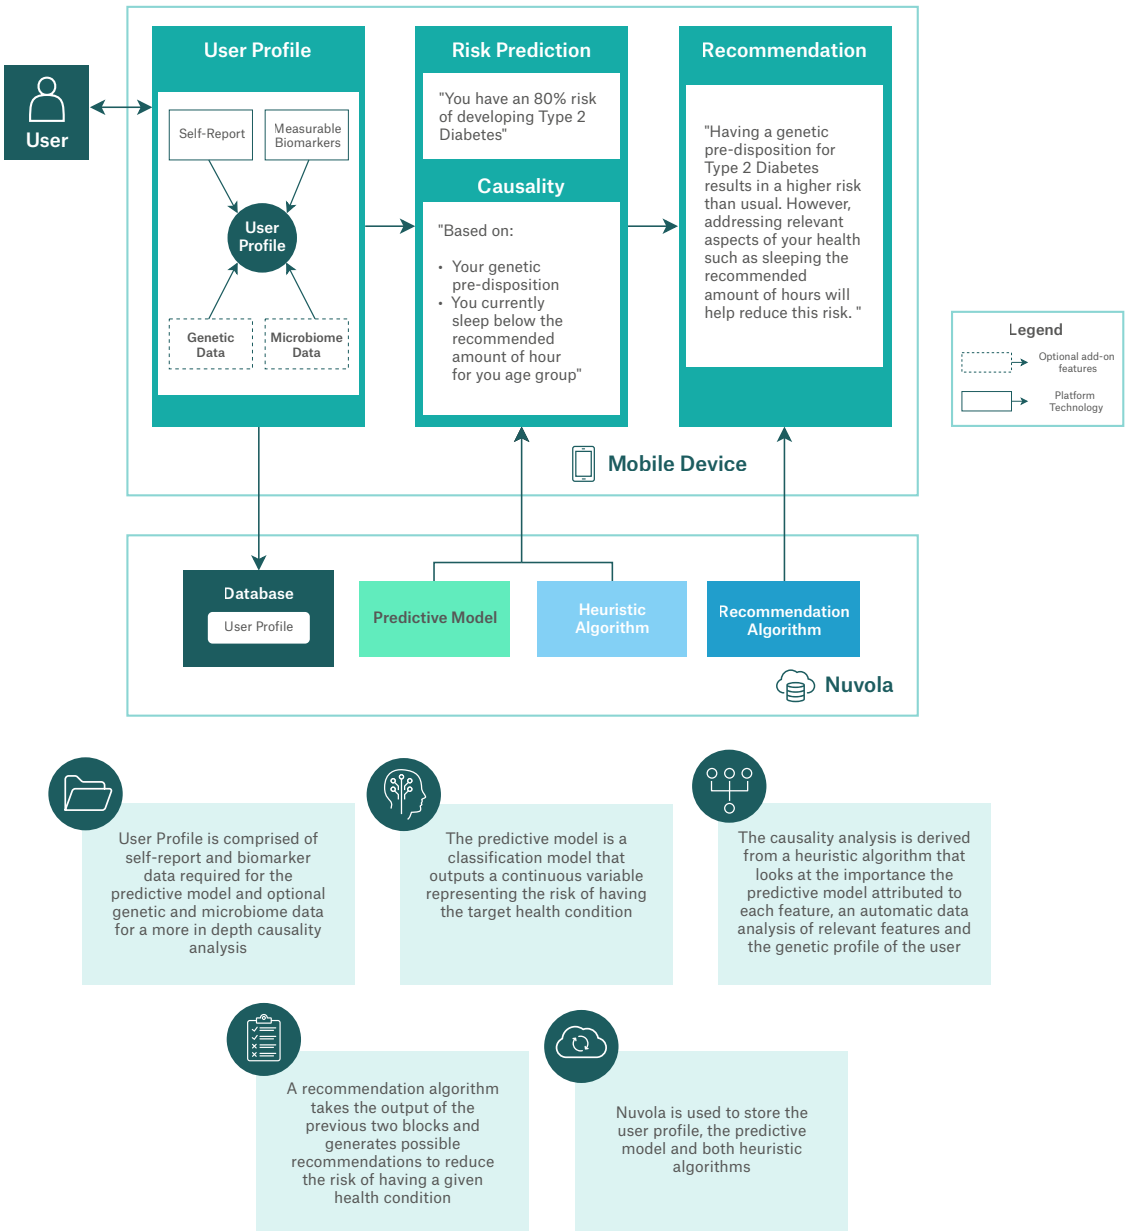 User Profile
Risk Prediction
Recommendation
User
Self-Report
Measurable
Biomarkers
User
Profile
Genetic
Data
Microbiome
Data
"You have an 80% risk
of developing Type 2
Diabetes"
Causality
"Based on:
• Your genetic
pre-disposition
• You currently
sleep below the
recommended
amount of hour
for you age group"
"Having a genetic
pre-disposition for
Type 2 Diabetes
results in a higher risk
than usual. However,
addressing relevant
aspects of your health
such as sleeping the
recommended
amount of hours will
help reduce this risk. "
Legend
Optional add-on
features
Platform
Technology
Mobile Device
Database
User Profile
Predictive Model
Heuristic
Algorithm
Recommendation
Algorithm
Nuvola
User Profile is comprised of
self-report and biomarker
data required for the
predictive model and optional
genetic and microbiome data
for a more in depth causality
analysis
The predictive model is a
classification model that
outputs a continuous variable
representing the risk of having
the target health condition
The causality analysis is derived
from a heuristic algorithm that
looks at the importance the
predictive model attributed to
each feature, an automatic data
analysis of relevant features and
the genetic profile of the user
A recommendation algorithm
takes the output of the
previous two blocks and
generates possible
recommendations to reduce
the risk of having a given
health condition
Nuvola is used to store the
user profile, the predictive
model and both heuristic
algorithms